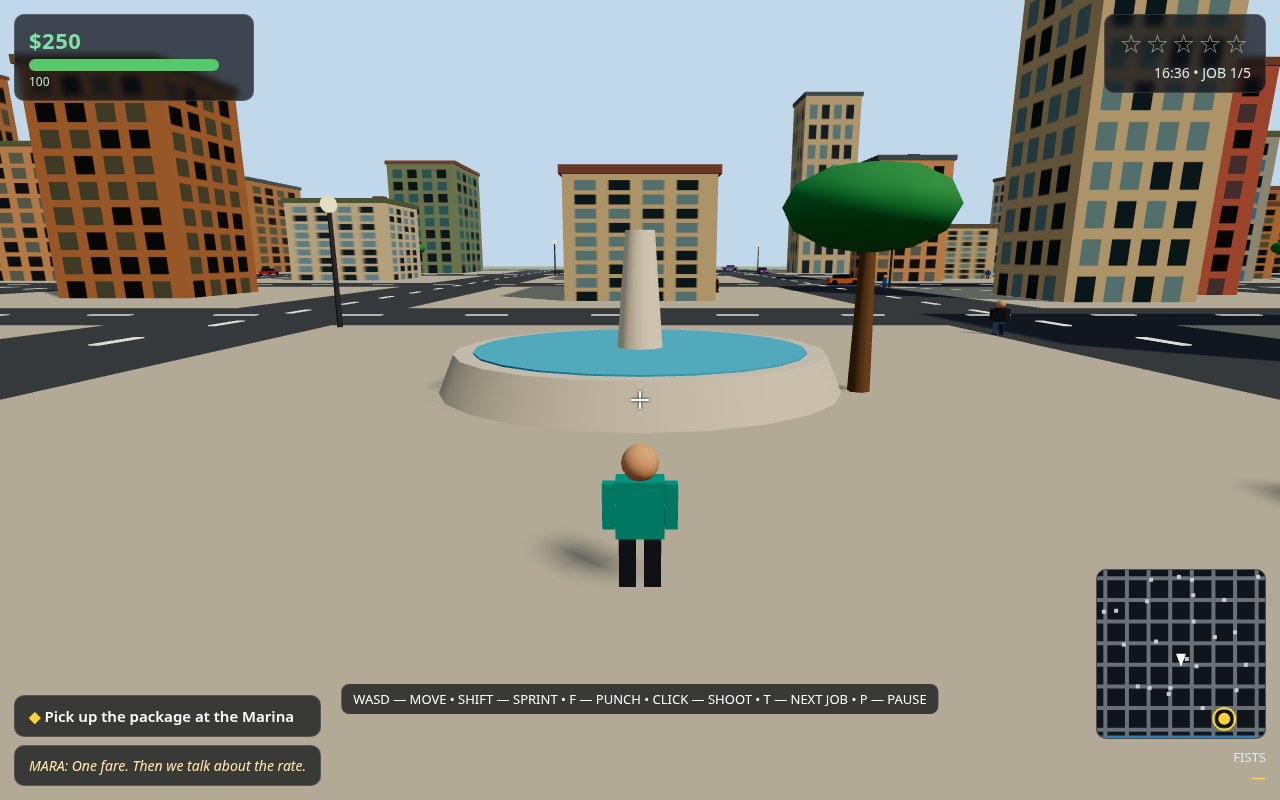 $250
100
☆☆☆☆☆
16:36 • JOB 1/5
WASD — MOVE • SHIFT — SPRINT • F — PUNCH • CLICK — SHOOT • T — NEXT JOB • P — PAUSE
◆ Pick up the package at the Marina
MARA: One fare. Then we talk about the rate.
FISTS
—